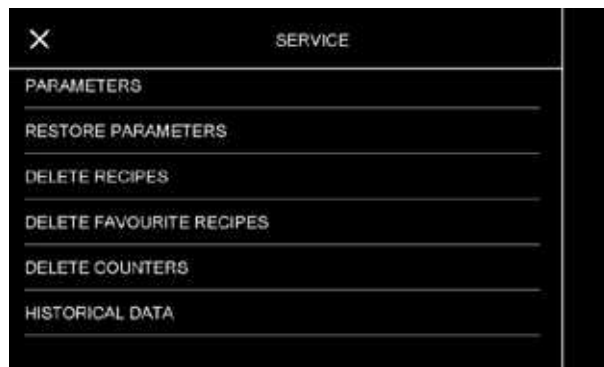 SERVICE
PARAMETERS
RESTORE PARAMETERS
DELETE RECIPES
DELETE FAVOURITE RECIPES
DELETE COUNTERS
HISTORICAL DATA